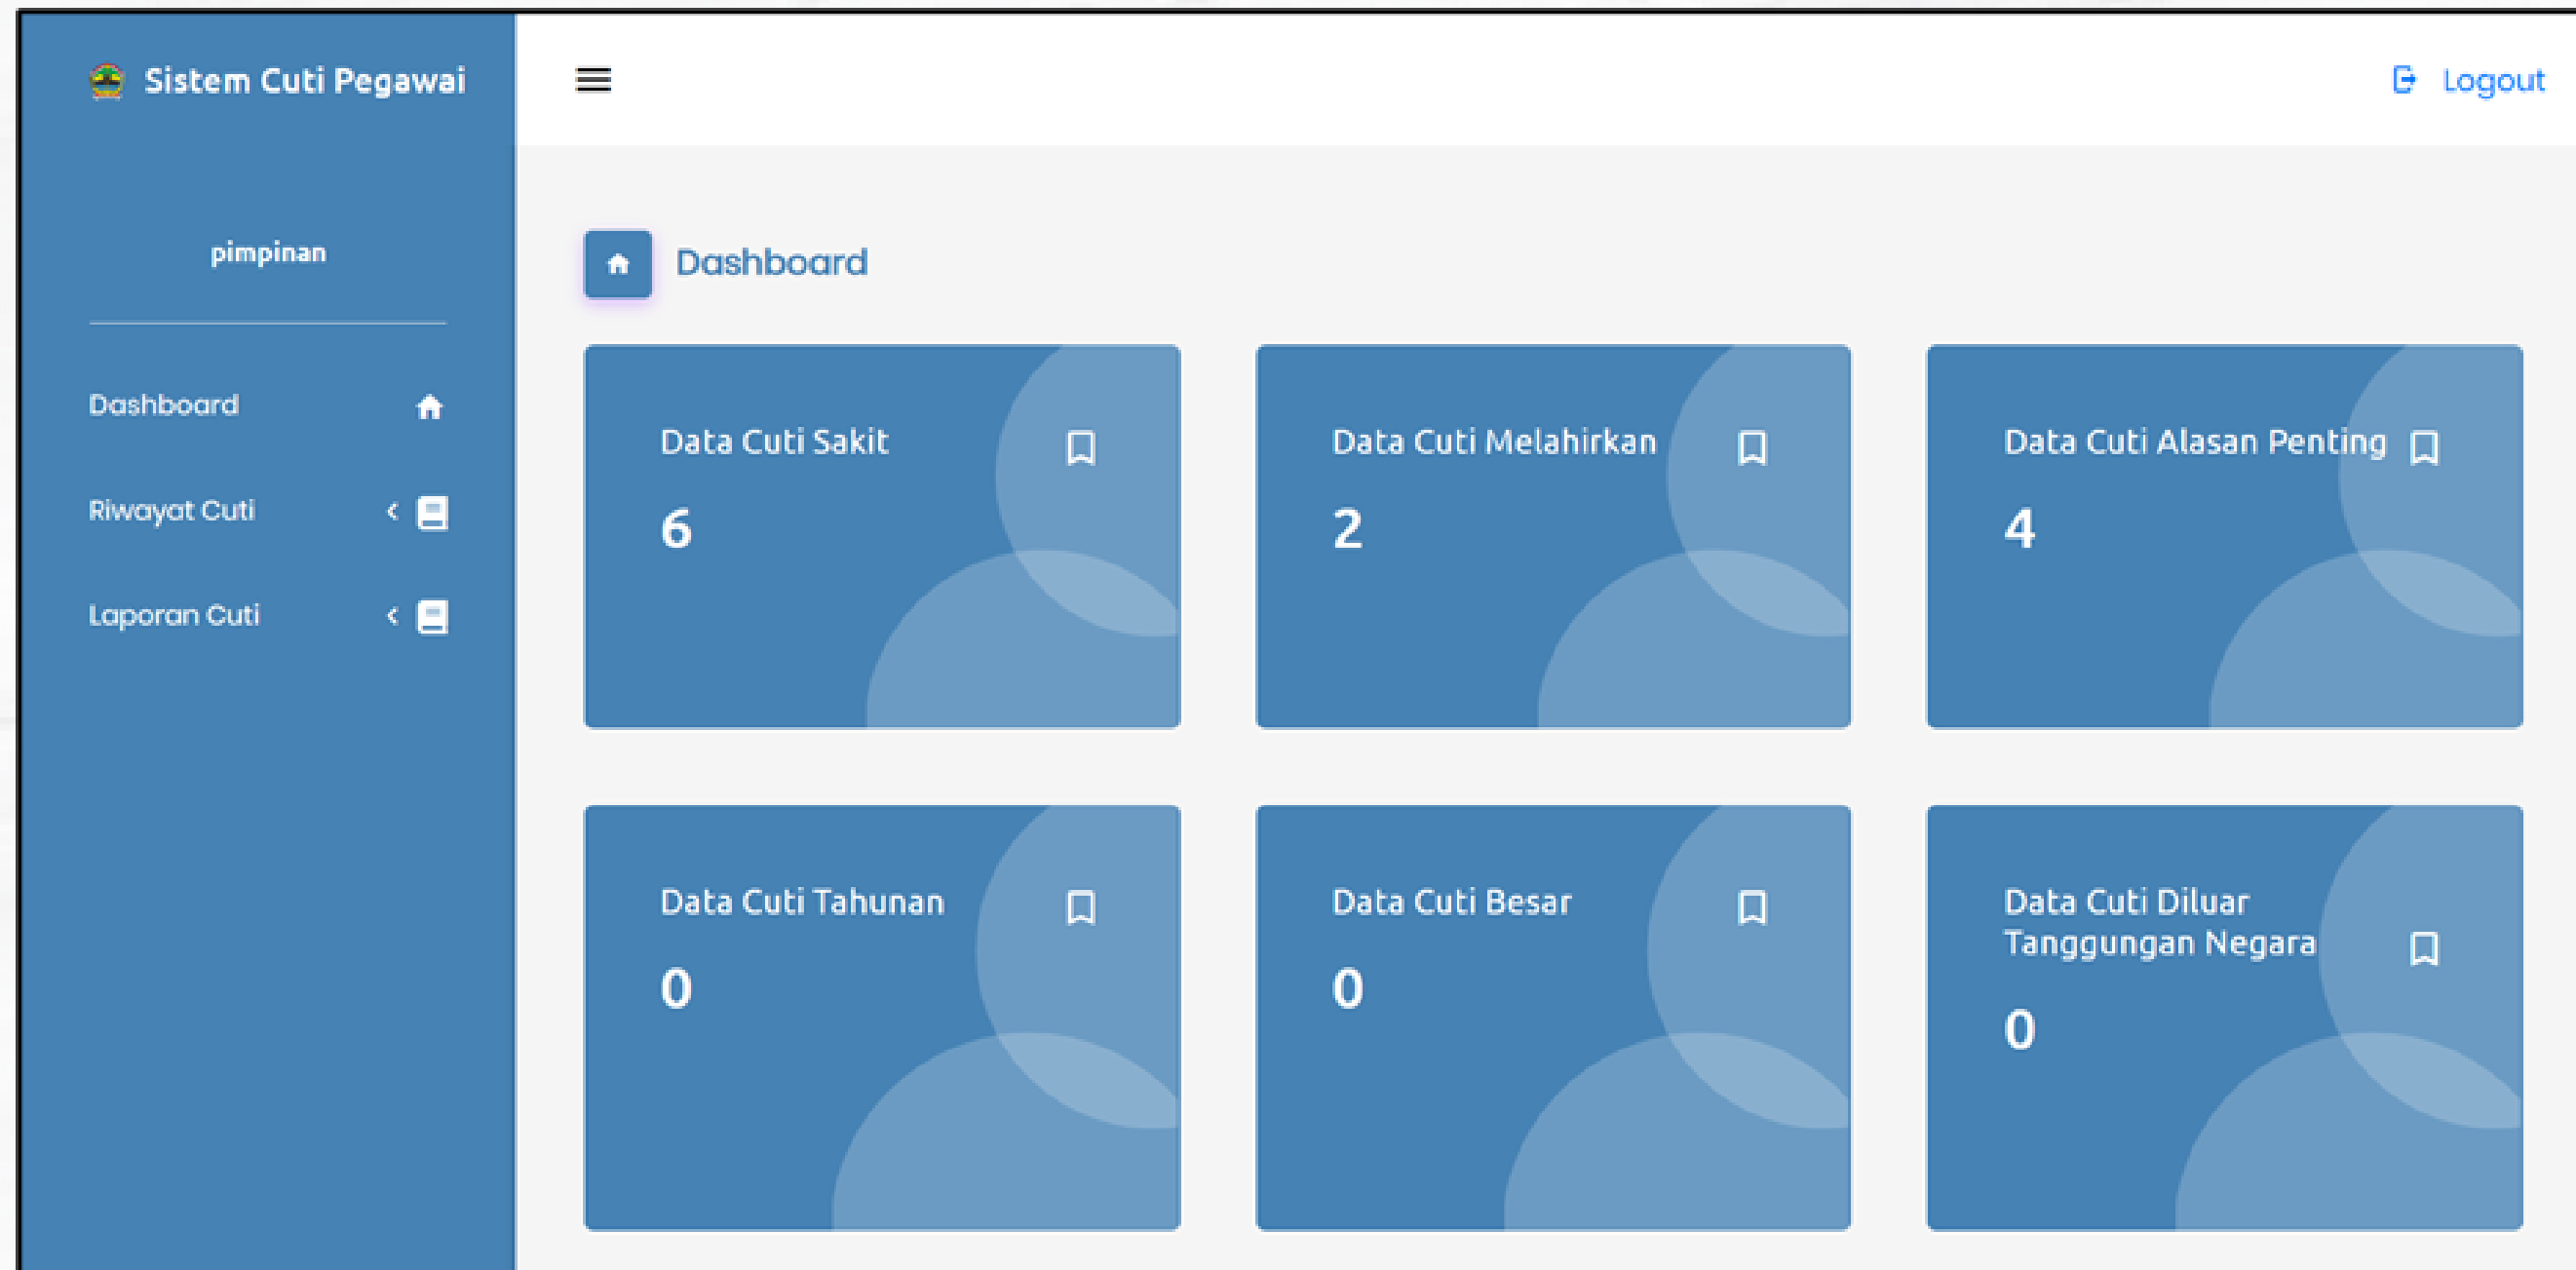 Sistem Cuti Pegawai
Logout
pimpinan
Dashboard
Riwayat Cuti
Laporan Cuti
Dashboard
Data Cuti Sakit
6
Data Cuti Melahirkan
2
Data Cuti Alasan Penting
4
Data Cuti Tahunan
0
Data Cuti Besar
0
Data Cuti Diluar
Tanggungan Negara
0